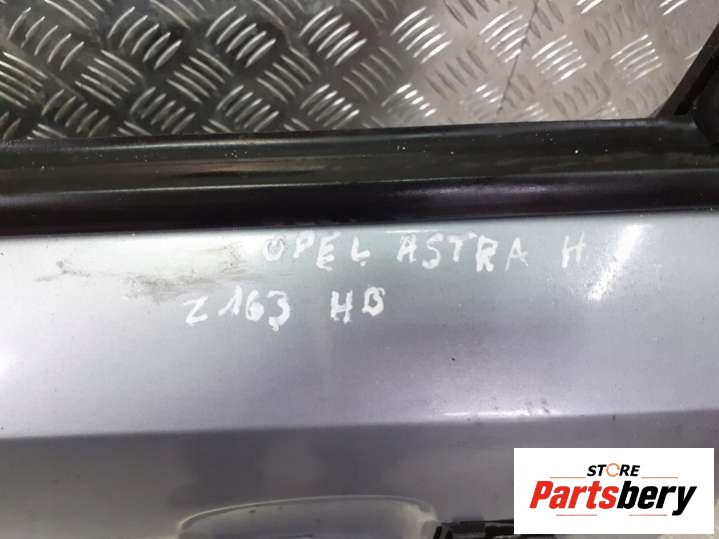 OPEL ASTRA H
Z163 HB
STORE
Partsbery